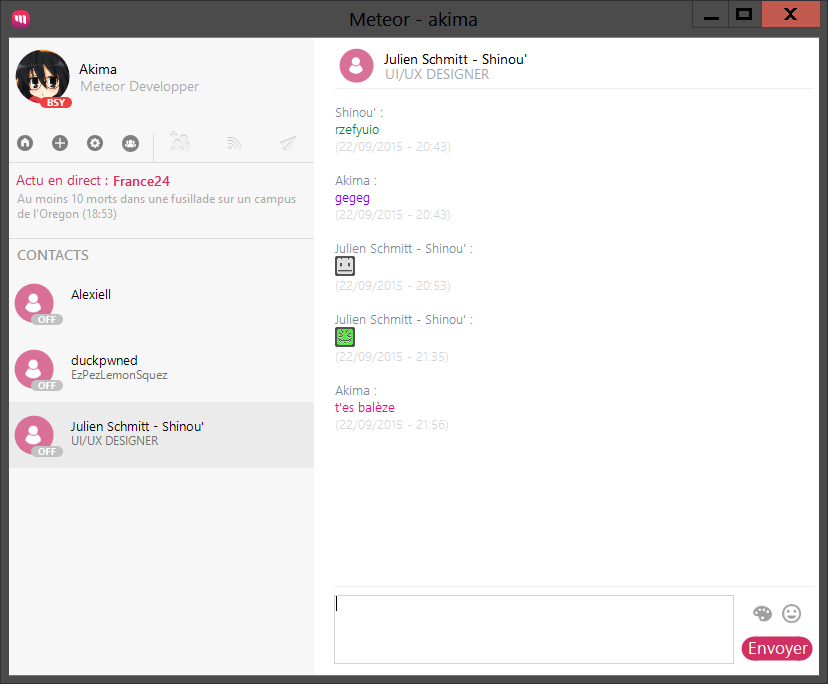 Meteor - akima
Akima
Meteor Developper
BSY
Actu en direct : France24
Au moins 10 morts dans une fusillade sur un campus
de l'Oregon (18:53)
CONTACTS
Alexiell
OFF
duckpwned
EzPezLemonSquez
OFF
Julien Schmitt - Shinou'
UI/UX DESIGNER
OFF
Julien Schmitt - Shinou'
UI/UX DESIGNER
Shinou' :
rzefyuio
(22/09/2015 - 20:43)
Akima :
gegeg
(22/09/2015 - 20:43)
Julien Schmitt - Shinou' :
(22/09/2015 - 20:53)
Julien Schmitt - Shinou' :
(22/09/2015 - 21:35)
Akima :
t'es balèze
(22/09/2015 - 21:56)
Envoyer